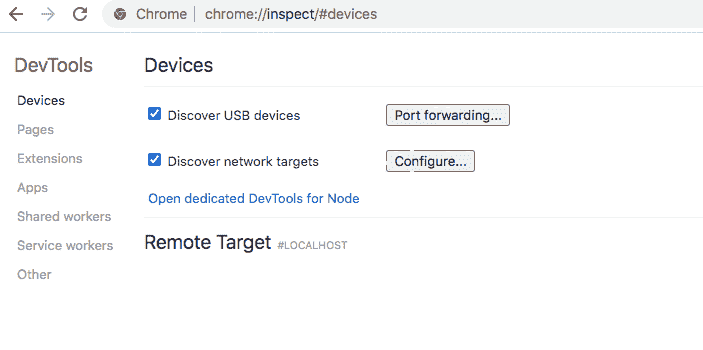 Chrome chrome://inspect/#devices
DevTools
Devices
Pages
Extensions
Apps
Shared workers
Service workers
Other
Devices
Discover USB devices Port forwarding...
Discover network targets Configure...
Open dedicated DevTools for Node
Remote Target #LOCALHOST